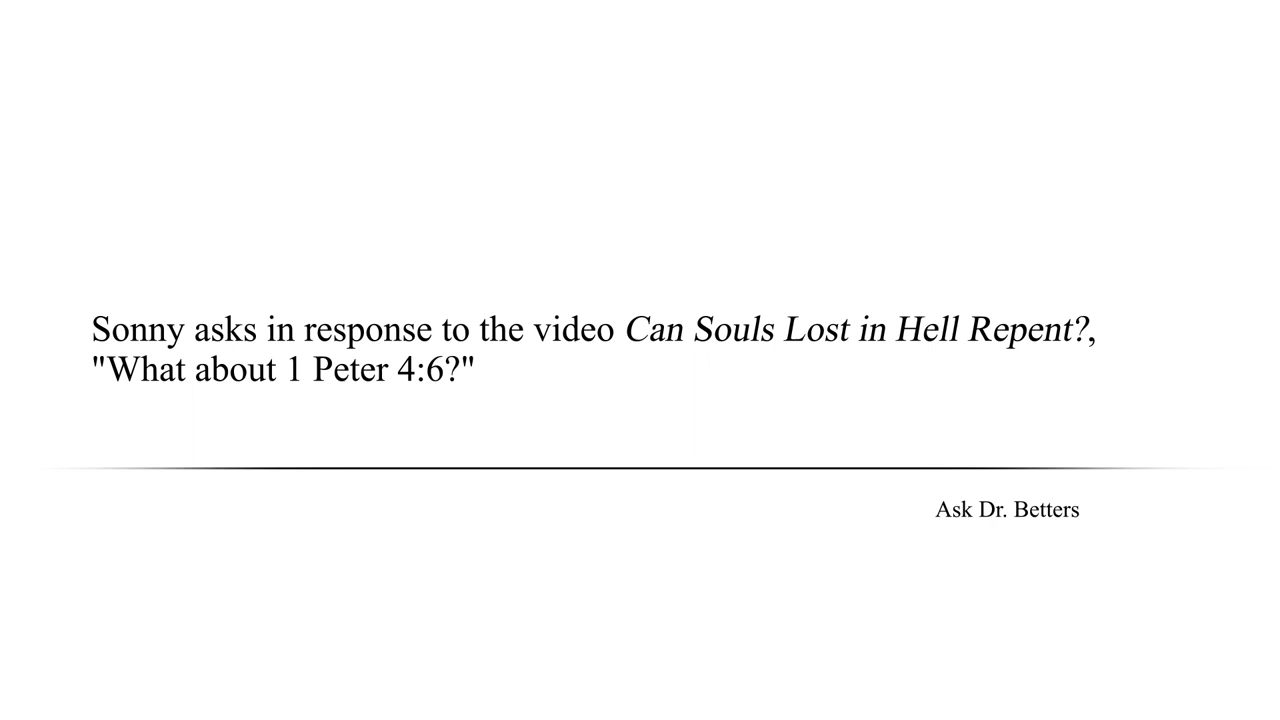 Sonny asks in response to the video Can Souls Lost in Hell Repent?,
"What about 1 Peter 4:6?"
Ask Dr. Betters